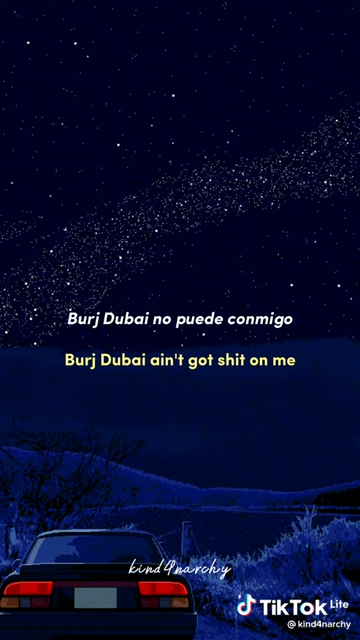 Burj Dubai no puede conmigo
Burj Dubai ain't got shit on me
kind4narchy
TikTok Lite
@ kind4narchy